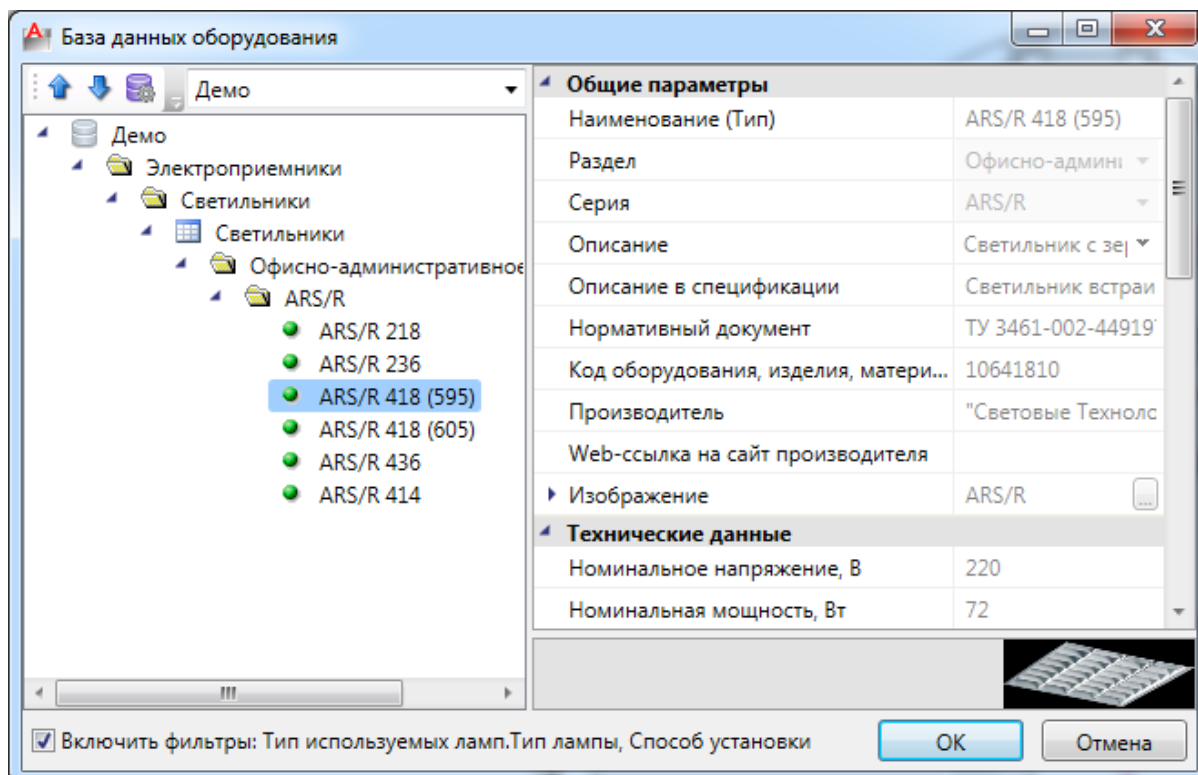 База данных оборудования
Демо
Демо
Электроприемники
Светильники
Светильники
Офисно-административное
ARS/R
ARS/R 218
ARS/R 236
ARS/R 418 (595)
ARS/R 418 (605)
ARS/R 436
ARS/R 414
Общие параметры
Наименование (Тип) ARS/R 418 (595)
Раздел Офисно-админи
Серия ARS/R
Описание Светильник с зер
Описание в спецификации Светильник встраи
Нормативный документ ТУ 3461-002-44919
Код оборудования, изделия, матери... 10641810
Производитель "Световые Техноло
Web-ссылка на сайт производителя
Изображение ARS/R ...
Технические данные
Номинальное напряжение, В 220
Номинальная мощность, Вт 72
Включить фильтры: Тип используемых ламп.Тип лампы, Способ установки
OK Отмена